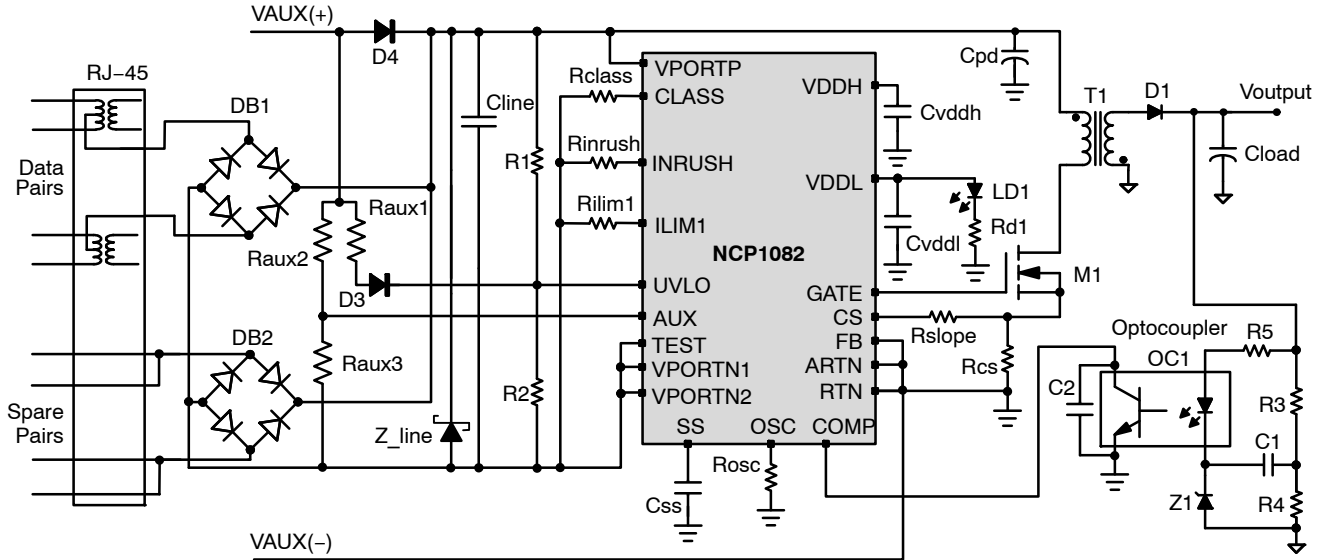 VAUX(+)
D4
RJ–45
DB1
Data
Pairs
Raux1
Raux2
D3
DB2
Raux3
Spare
Pairs
Z_line
Cline
R1
R2
Rclass
Rinrush
Rilim1
VPORTP
CLASS
INRUSH
ILIM1
NCP1082
UVLO
AUX
TEST
VPORTN1
VPORTN2
SS
OSC
COMP
VDDH
VDDL
GATE
CS
FB
ARTN
RTN
Css
Rosc
Cpd
Cvddh
Cvddl
LD1
Rd1
M1
Rslope
Rcs
T1
D1
Voutput
Cload
Optocoupler
OC1
R5
C2
R3
C1
Z1
R4
VAUX(–)